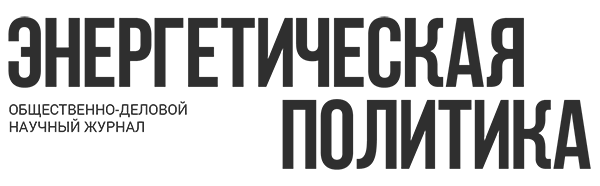 ЭНЕРГЕТИЧЕСКАЯ
ОБЩЕСТВЕННО-ДЕЛОВОЙ
НАУЧНЫЙ ЖУРНАЛ
ПОЛИТИКА